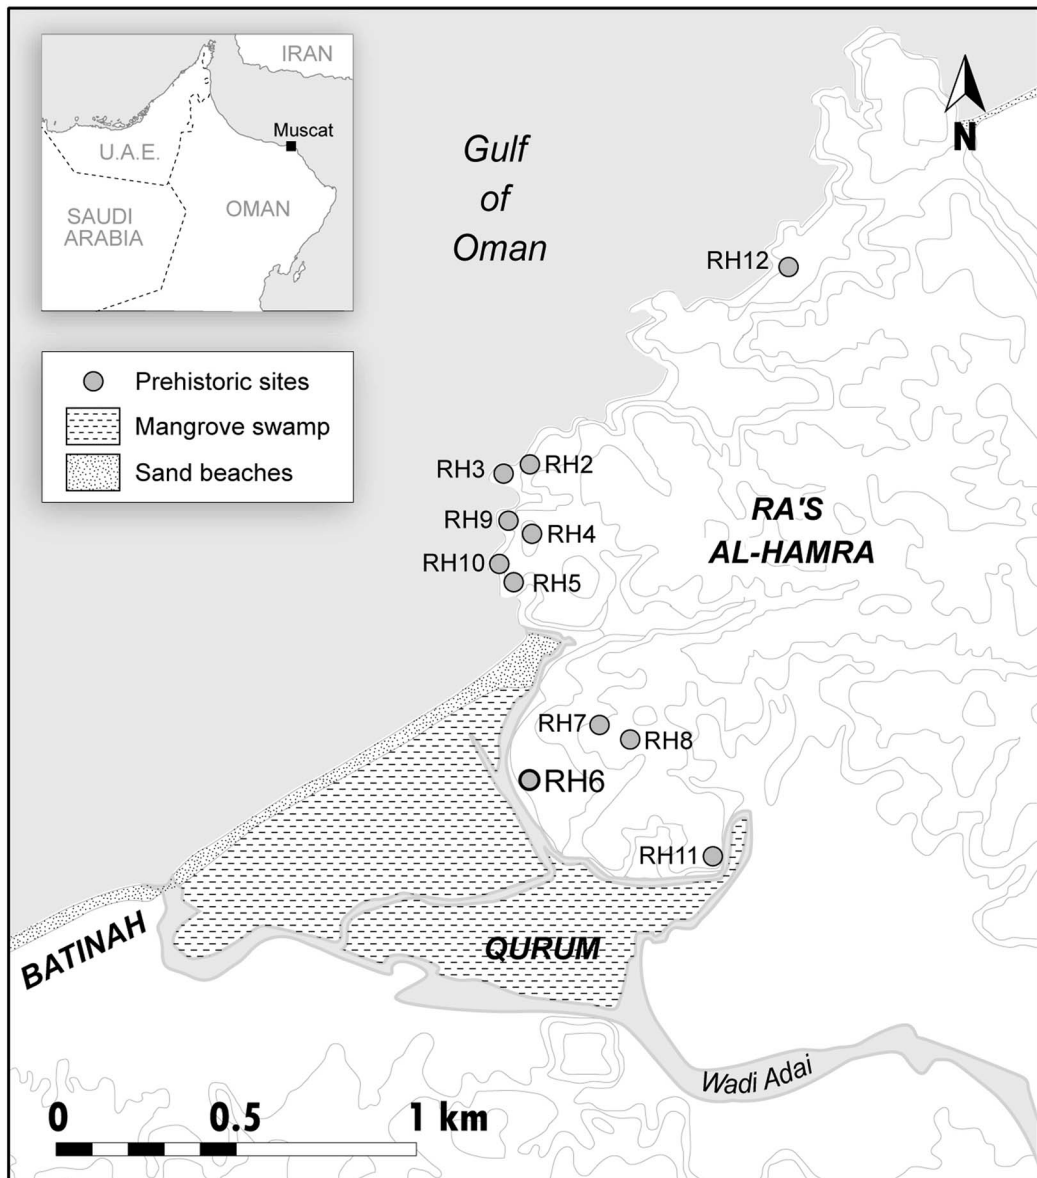 IRAN
Muscat
U.A.E.
SAUDI
ARABIA
OMAN
Prehistoric sites
Mangrove swamp
Sand beaches
Gulf
of
Oman
N
RH12
RH3
RH2
RH9
RH4
RH10
RH5
RA'S
AL-HAMRA
RH7
RH8
RH6
RH11
BATINAH
QURUM
Wadi Adai
0 0.5 1 km